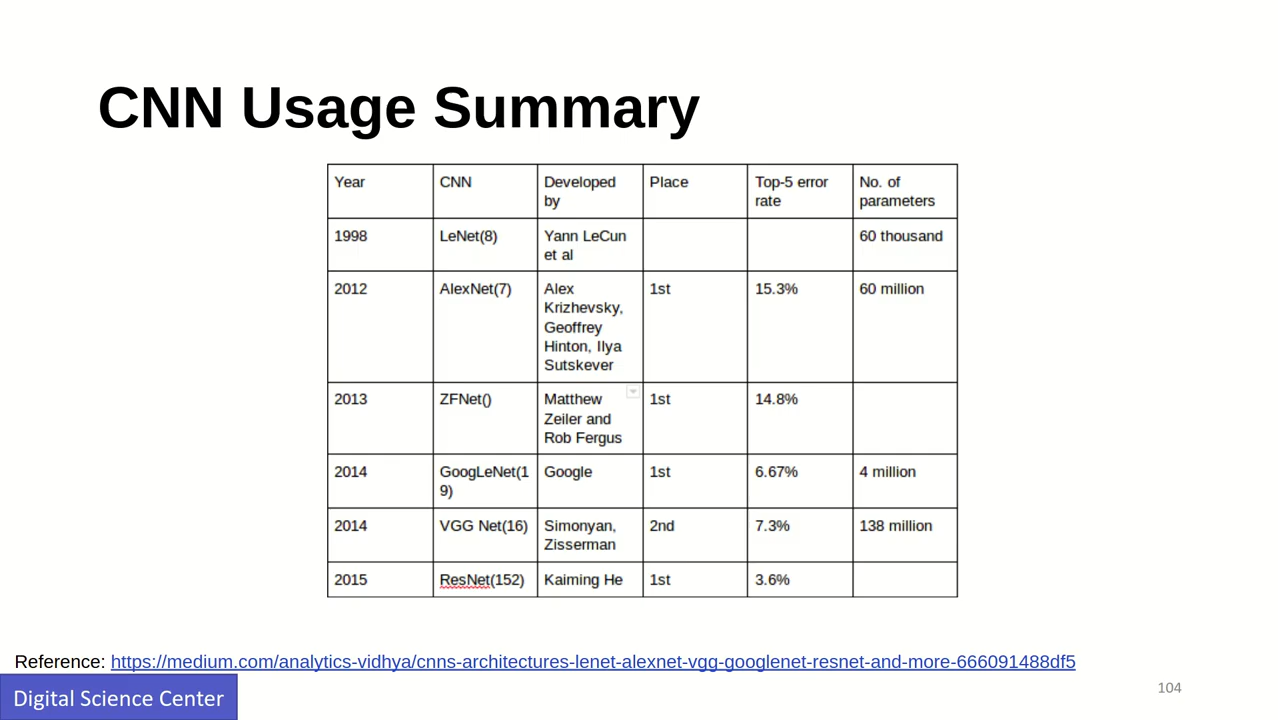 CNN Usage Summary
Year CNN Developed by Place Top-5 error rate No. of parameters
1998 LeNet(8) Yann LeCun et al 60 thousand
2012 AlexNet(7) Alex Krizhevsky, Geoffrey Hinton, Ilya Sutskever 1st 15.3% 60 million
2013 ZFNet() Matthew Zeiler and Rob Fergus 1st 14.8%
2014 GoogLeNet(19) Google 1st 6.67% 4 million
2014 VGG Net(16) Simonyan, Zisserman 2nd 7.3% 138 million
2015 ResNet(152) Kaiming He 1st 3.6%
Reference: https://medium.com/analytics-vidhya/cnns-architectures-lenet-alexnet-vgg-googlenet-resnet-and-more-666091488df5
Digital Science Center
104